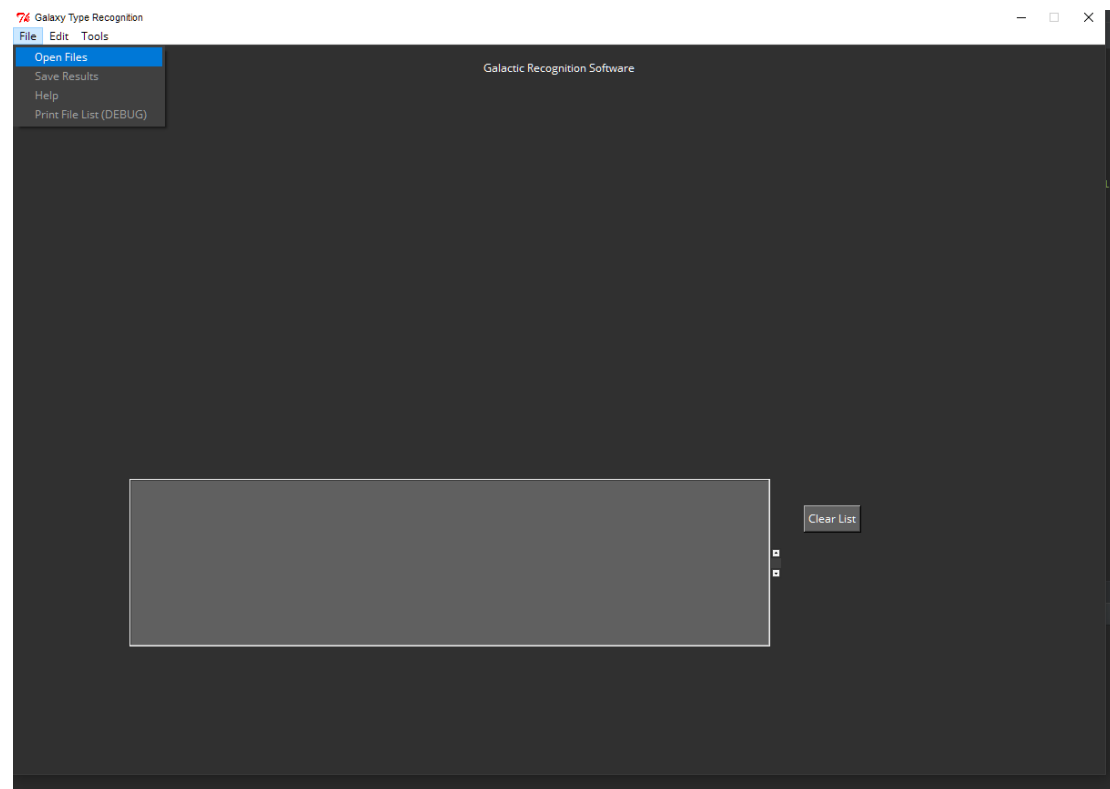 Galaxy Type Recognition
File Edit Tools
Open Files
Save Results
Help
Print File List (DEBUG)
Galactic Recognition Software
Clear List